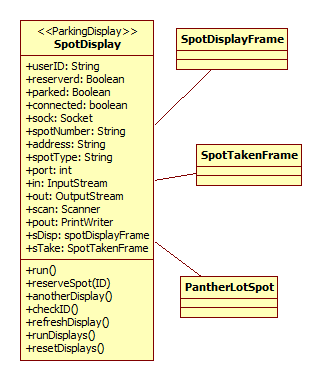 <<ParkingDisplay>>
SpotDisplay
+userID: String
+reserverd: Boolean
+parked: Boolean
+connected: boolean
+sock: Socket
+spotNumber: String
+address: String
+spotType: String
+port: int
+in: InputStream
+out: OutputStream
+scan: Scanner
+pout: PrintWriter
+sDisp: spotDisplayFrame
+sTake: SpotTakenFrame
+run()
+reserveSpot(ID)
+anotherDisplay()
+checkID()
+refreshDisplay()
+runDisplays()
+resetDisplays()
SpotDisplayFrame
SpotTakenFrame
PantherLotSpot